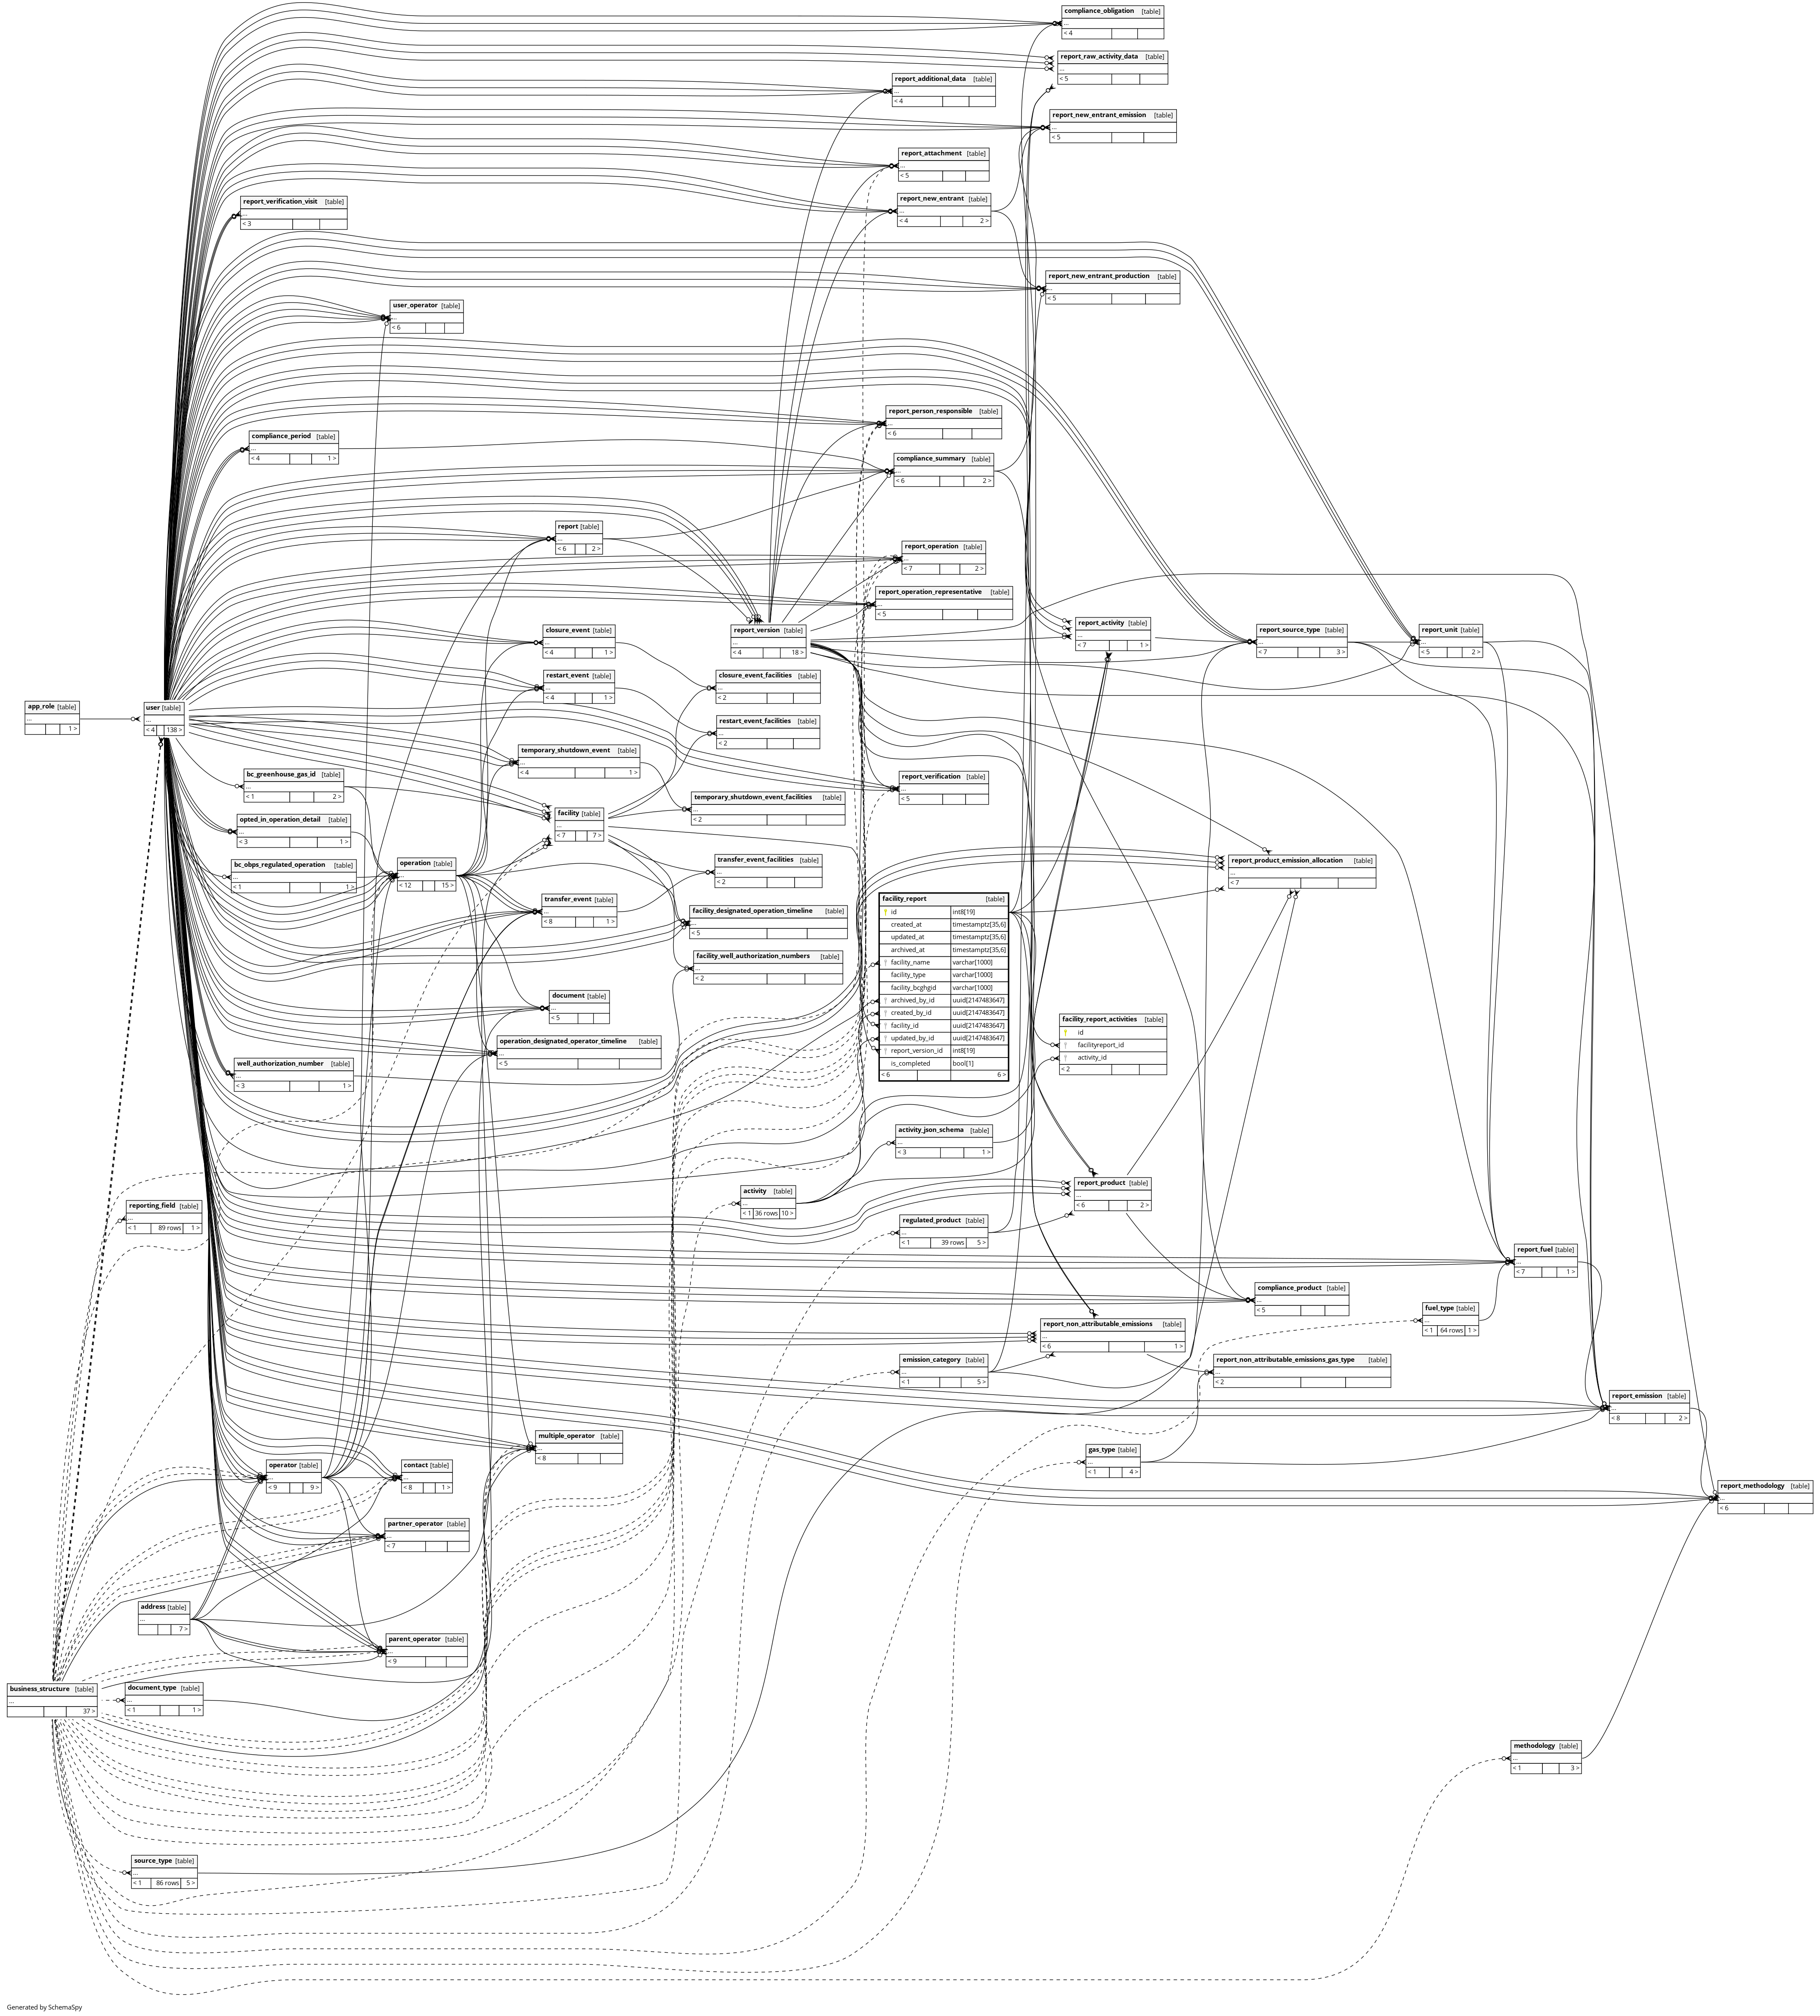 compliance_obligation [table]
...
< 4
report_raw_activity_data [table]
...
< 5
report_additional_data [table]
...
< 4
report_new_entrant_emission [table]
...
< 5
report_attachment [table]
...
< 5
report_new_entrant [table]
...
< 4 2 >
report_verification_visit [table]
...
< 3
report_new_entrant_production [table]
...
< 5
user_operator [table]
...
< 6
report_person_responsible [table]
...
< 6
compliance_period [table]
...
< 4 1 >
compliance_summary [table]
...
< 6 2 >
report [table]
...
< 6 2 >
report_operation [table]
...
< 7 2 >
report_operation_representative [table]
...
< 5
closure_event [table]
...
< 4 1 >
report_version [table]
...
< 4 18 >
report_activity [table]
...
< 7 1 >
report_source_type [table]
...
< 7 3 >
report_unit [table]
...
< 5 2 >
restart_event [table]
...
< 4 1 >
closure_event_facilities [table]
...
< 2
app_role [table]
...
1 >
user [table]
...
< 4 138 >
restart_event_facilities [table]
...
< 2
temporary_shutdown_event [table]
...
< 4 1 >
bc_greenhouse_gas_id [table]
...
< 1 2 >
report_verification [table]
...
< 5
temporary_shutdown_event_facilities [table]
...
< 2
opted_in_operation_detail [table]
...
< 3 1 >
facility [table]
...
< 7 7 >
bc_obps_regulated_operation [table]
...
< 1 1 >
operation [table]
...
< 12 15 >
transfer_event_facilities [table]
...
< 2
report_product_emission_allocation [table]
...
< 7
transfer_event [table]
...
< 8 1 >
facility_designated_operation_timeline [table]
...
< 5
facility_well_authorization_numbers [table]
...
< 2
facility_report [table]
id int8[19]
created_at timestamptz[35,6]
updated_at timestamptz[35,6]
archived_at timestamptz[35,6]
facility_name varchar[1000]
facility_type varchar[1000]
facility_bcghgid varchar[1000]
archived_by_id uuid[2147483647]
created_by_id uuid[2147483647]
facility_id uuid[2147483647]
updated_by_id uuid[2147483647]
report_version_id int8[19]
is_completed bool[1]
< 6 6 >
document [table]
...
< 5
facility_report_activities [table]
id
facilityreport_id
activity_id
< 2
operation_designated_operator_timeline [table]
...
< 5
well_authorization_number [table]
...
< 3 1 >
activity_json_schema [table]
...
< 3 1 >
report_product [table]
...
< 6 2 >
activity [table]
...
< 1 36 rows 10 >
reporting_field [table]
...
< 1 89 rows 1 >
regulated_product [table]
...
< 1 39 rows 5 >
report_fuel [table]
...
< 7 1 >
compliance_product [table]
...
< 5
fuel_type [table]
...
< 1 64 rows 1 >
report_non_attributable_emissions [table]
...
< 6 1 >
emission_category [table]
...
< 1 5 >
report_non_attributable_emissions_gas_type [table]
...
< 2
report_emission [table]
...
< 8 2 >
multiple_operator [table]
...
< 8
gas_type [table]
...
< 1 4 >
operator [table]
...
< 9 9 >
contact [table]
...
< 8 1 >
report_methodology [table]
...
< 6
partner_operator [table]
...
< 7
address [table]
...
7 >
parent_operator [table]
...
< 9
business_structure [table]
...
37 >
document_type [table]
...
< 1 1 >
methodology [table]
...
< 1 3 >
source_type [table]
...
< 1 86 rows 5 >
Generated by SchemaSpy